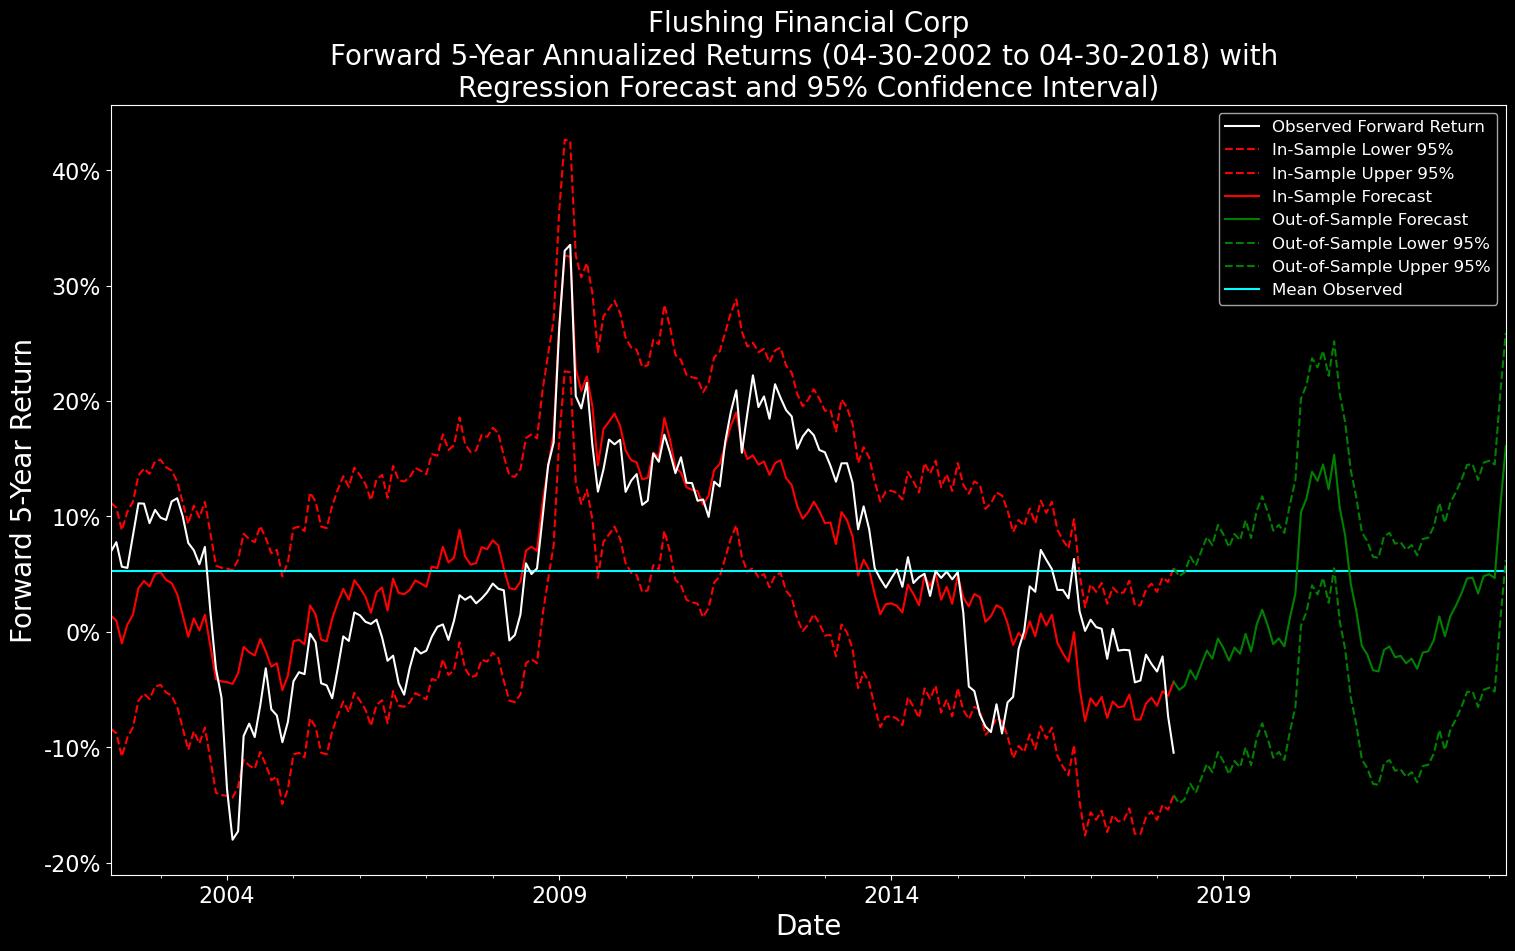 Flushing Financial Corp
Forward 5-Year Annualized Returns (04-30-2002 to 04-30-2018) with
Regression Forecast and 95% Confidence Interval)
Observed Forward Return
In-Sample Lower 95%
In-Sample Upper 95%
In-Sample Forecast
Out-of-Sample Forecast
Out-of-Sample Lower 95%
Out-of-Sample Upper 95%
Mean Observed
Forward 5-Year Return
40%
30%
20%
10%
0%
-10%
-20%
2004
2009
2014
2019
Date